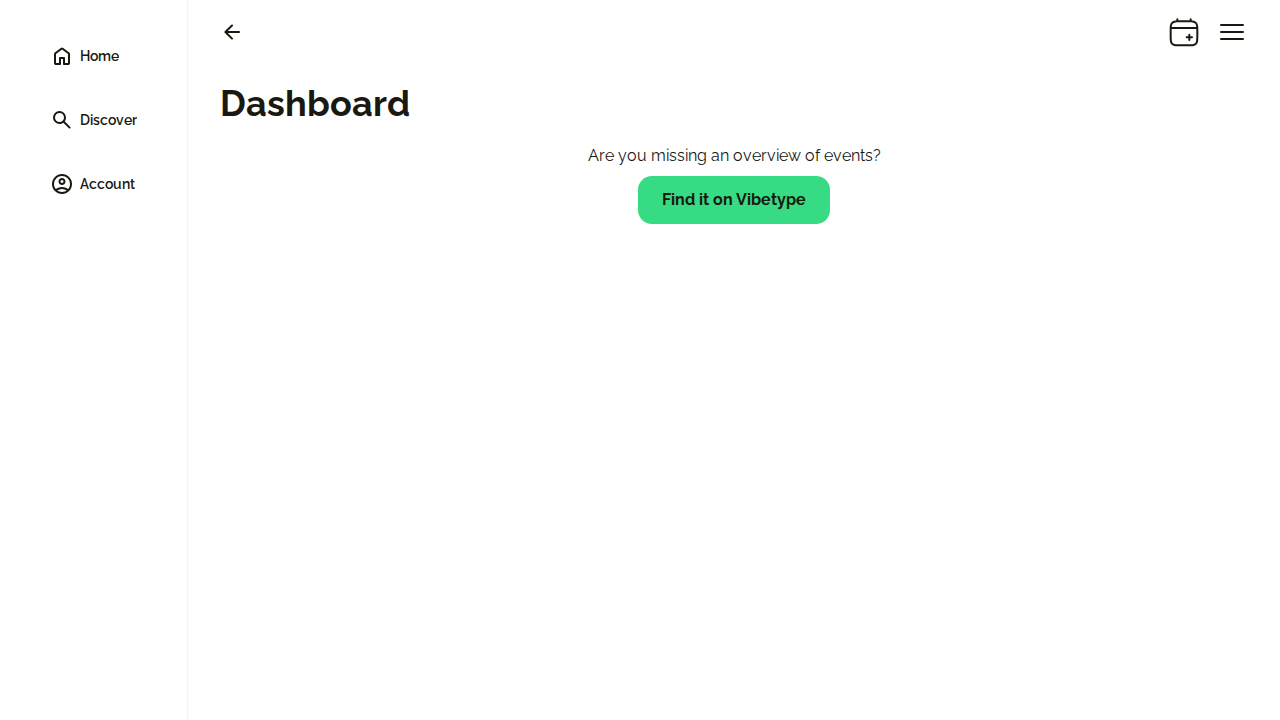 Home
Discover
Account
Dashboard
Are you missing an overview of events?
Find it on Vibetype